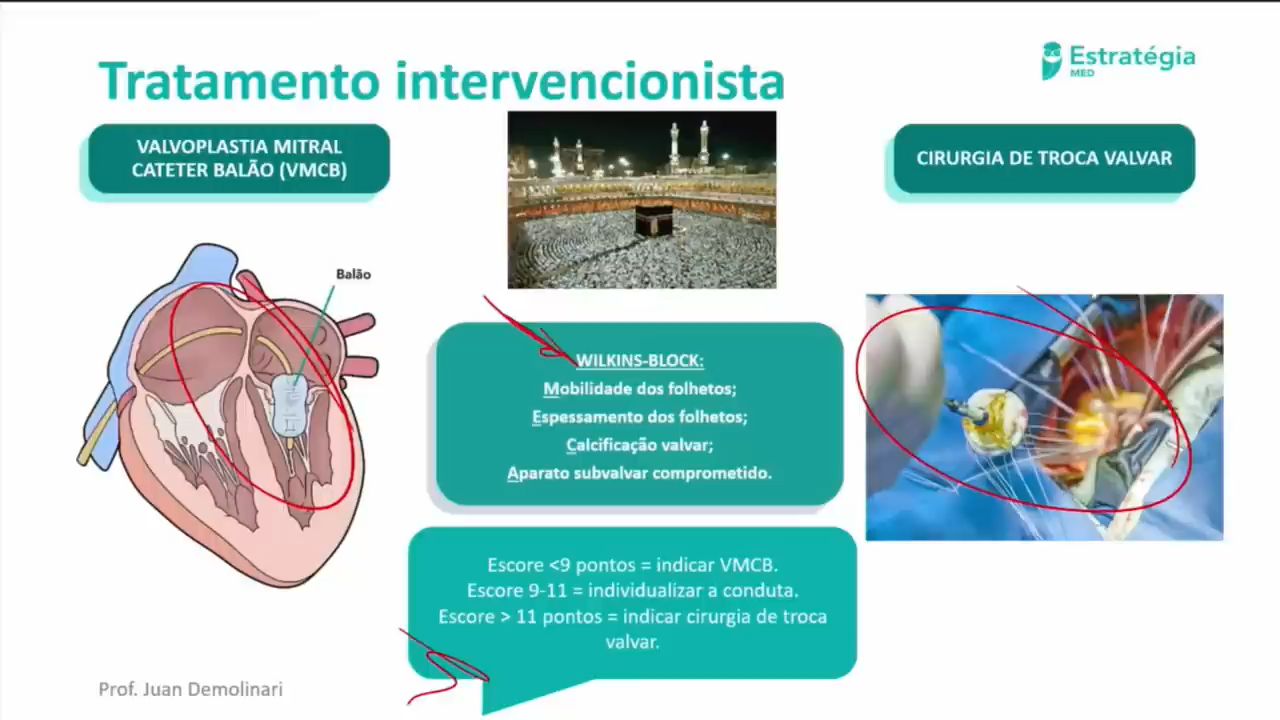 Tratamento intervencionista
Estratégia
MED
VALVOPLASTIA MITRAL
CATETER BALÃO (VMCB)
CIRURGIA DE TROCA VALVAR
Balão
WILKINS-BLOCK:
Mobilidade dos folhetos;
Espessamento dos folhetos;
Calcificação valvar;
Aparato subvalvar comprometido.
Escore <9 pontos = indicar VMCB.
Escore 9-11 = individualizar a conduta.
Escore > 11 pontos = indicar cirurgia de troca
valvar.
Prof. Juan Demolinari